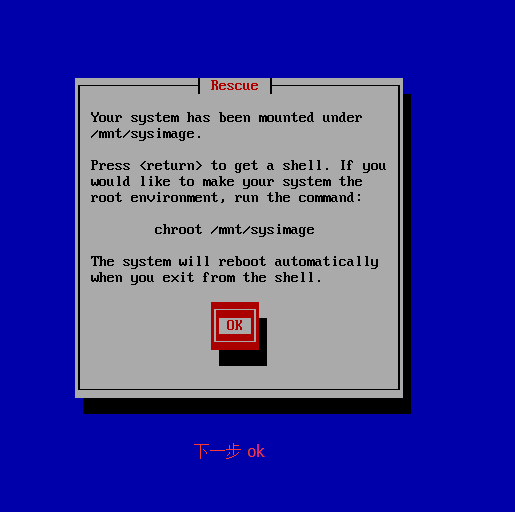 Rescue
Your system has been mounted under
/mnt/sysimage.
Press <return> to get a shell. If you
would like to make your system the
root environment, run the command:
chroot /mnt/sysimage
The system will reboot automatically
when you exit from the shell.
OK
下一步 ok